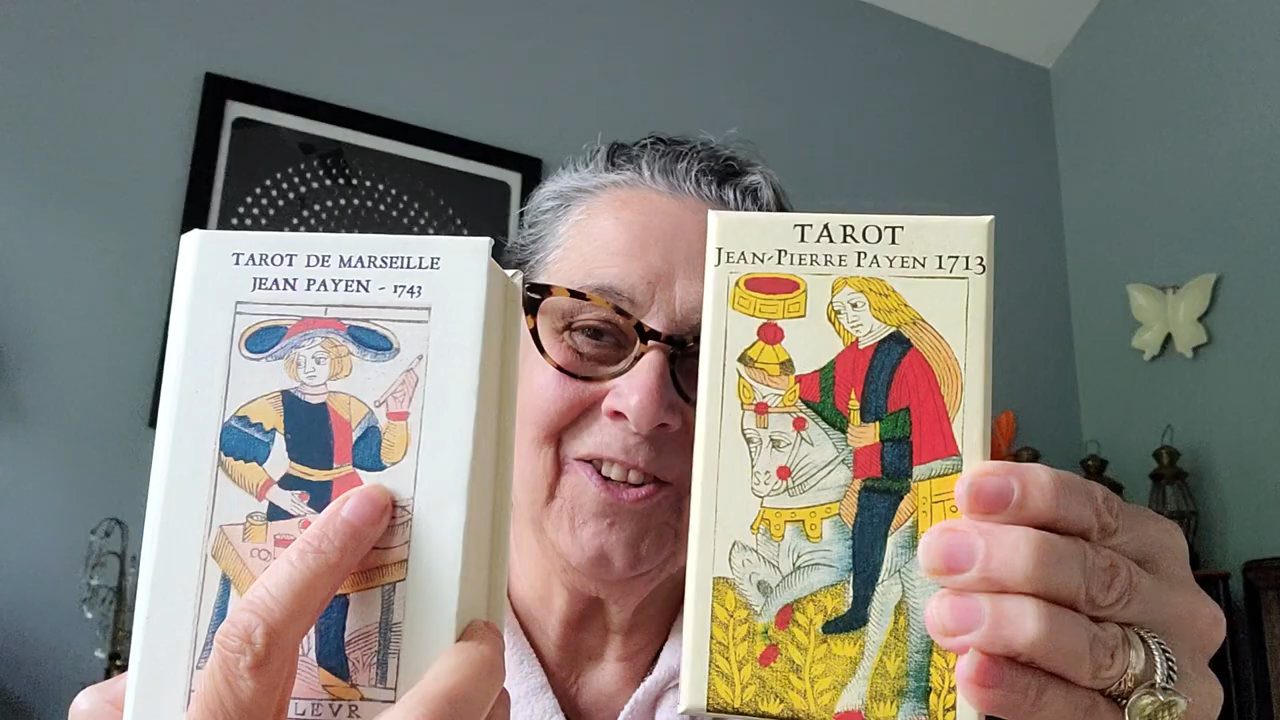 TAROT DE MARSEILLE
JEAN PAYEN - 1743
LEVR
TAROT
JEAN-PIERRE PAYEN 1713